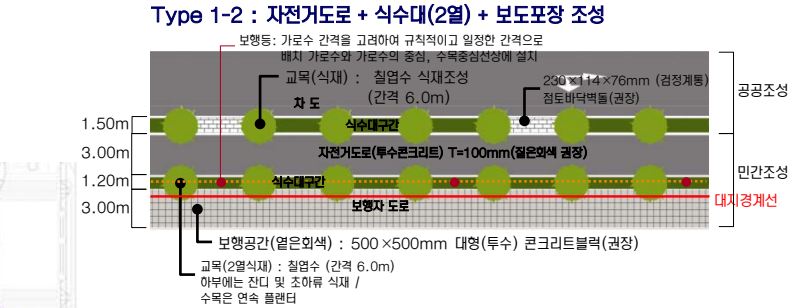 Type 1-2 : 자전거도로 + 식수대(2열) + 보도포장 조성
보행등: 가로수 간격을 고려하여 규칙적이고 일정한 간격으로
배치 가로수와 가로수의 중심, 수목중심선상에 설치
교목(식재) : 칠엽수 식재조성
(간격 6.0m)
230×114×76mm (검정계통)
점토바닥벽돌(권장)
공공조성
차 도
1.50m
식수대구간
3.00m
자전거도로(투수콘크리트) T=100mm(짙은회색 권장)
민간조성
1.20m
식수대구간
대지경계선
3.00m
보행자 도로
보행공간(옅은회색) : 500×500mm 대형(투수) 콘크리트블럭(권장)
교목(2열식재) : 칠엽수 (간격 6.0m)
하부에는 잔디 및 초하류 식재 /
수목은 연속 플랜터